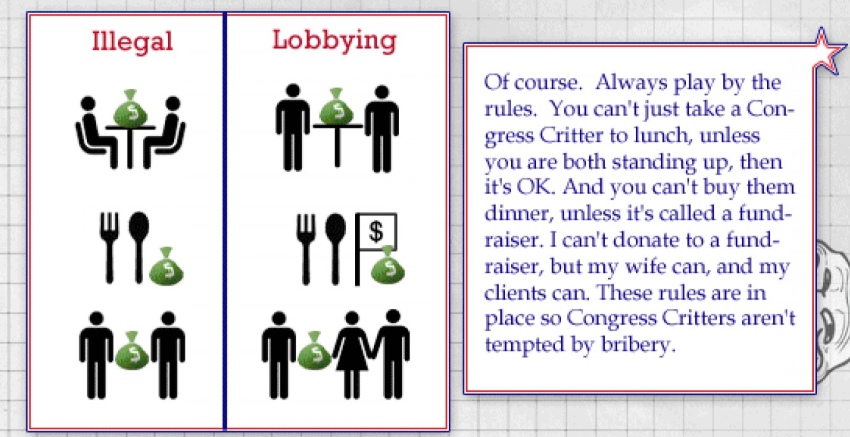 Illegal
Lobbying
$
$
$
$
$
$
$
Of course.  Always play by the
rules.  You can't just take a Con-
gress Critter to lunch, unless
you are both standing up, then
it's OK. And you can't buy them
dinner, unless it's called a fund-
raiser. I can't donate to a fund-
raiser, but my wife can, and my
clients can. These rules are in
place so Congress Critters aren't
tempted by bribery.